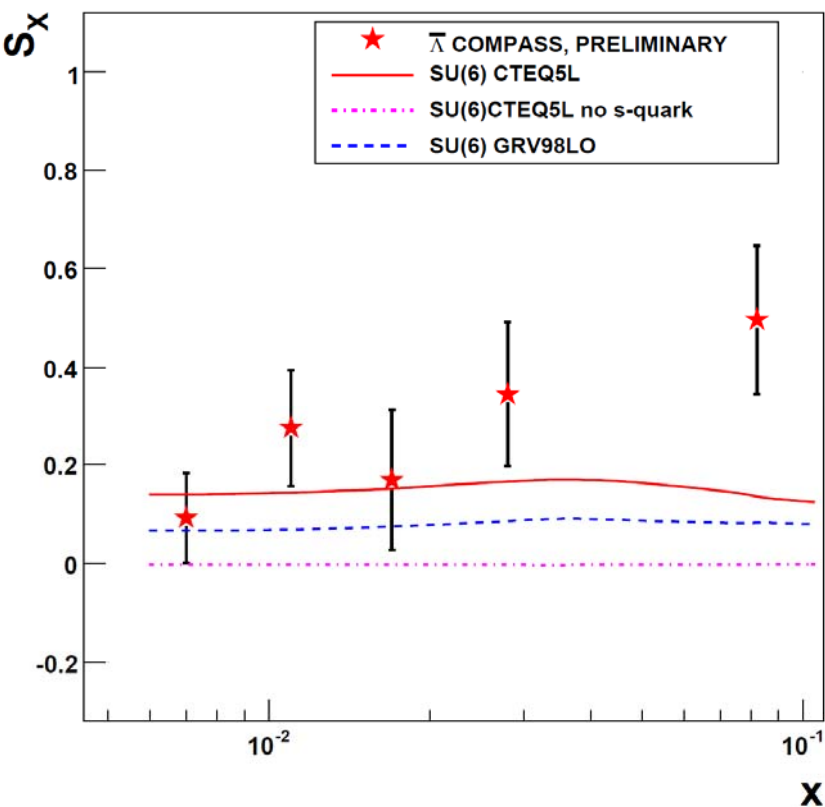 S_X
Λ̅ COMPASS, PRELIMINARY
SU(6) CTEQ5L
SU(6)CTEQ5L no s-quark
SU(6) GRV98LO
1
0.8
0.6
0.4
0.2
0
-0.2
10⁻² 10⁻¹
x